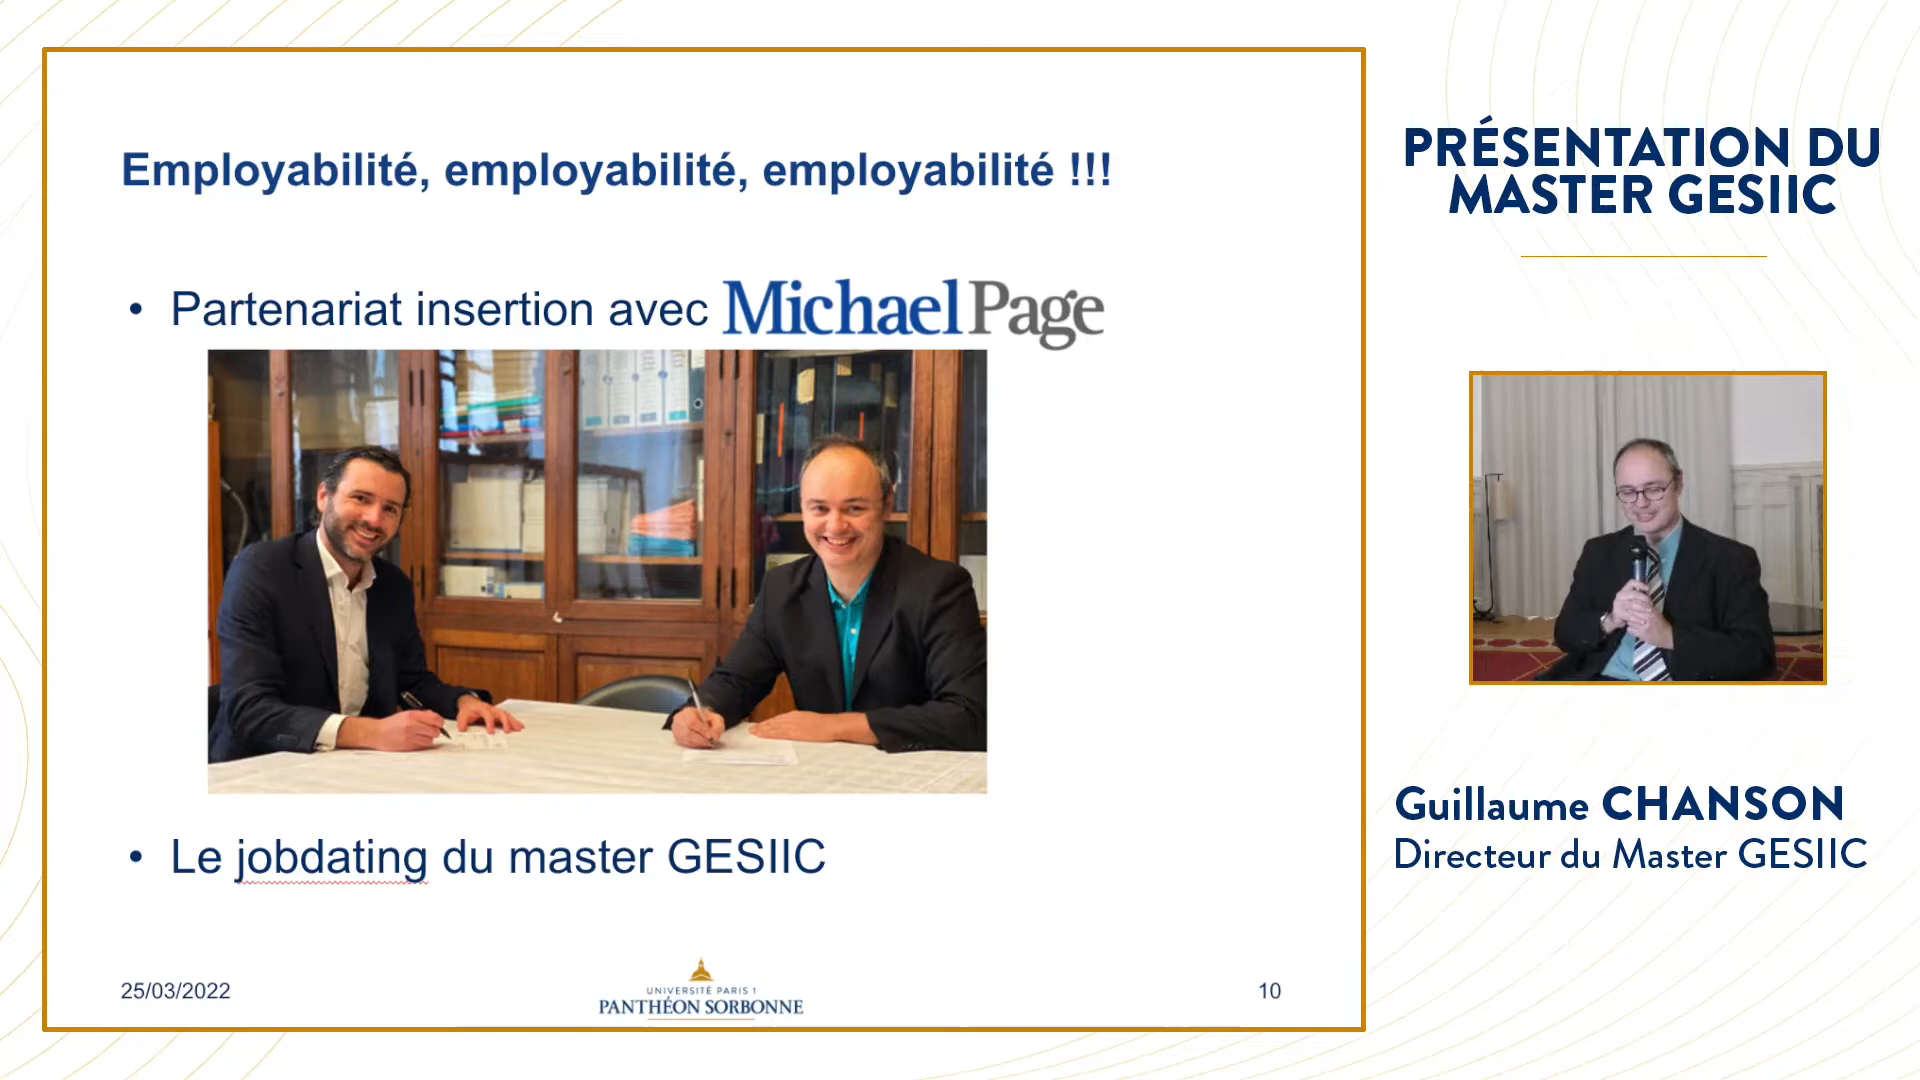 Employabilité, employabilité, employabilité !!!
• Partenariat insertion avec MichaelPage
• Le jobdating du master GESIIC
25/03/2022
UNIVERSITÉ PARIS 1
PANTHÉON SORBONNE
10
PRÉSENTATION DU
MASTER GESIIC
Guillaume CHANSON
Directeur du Master GESIIC